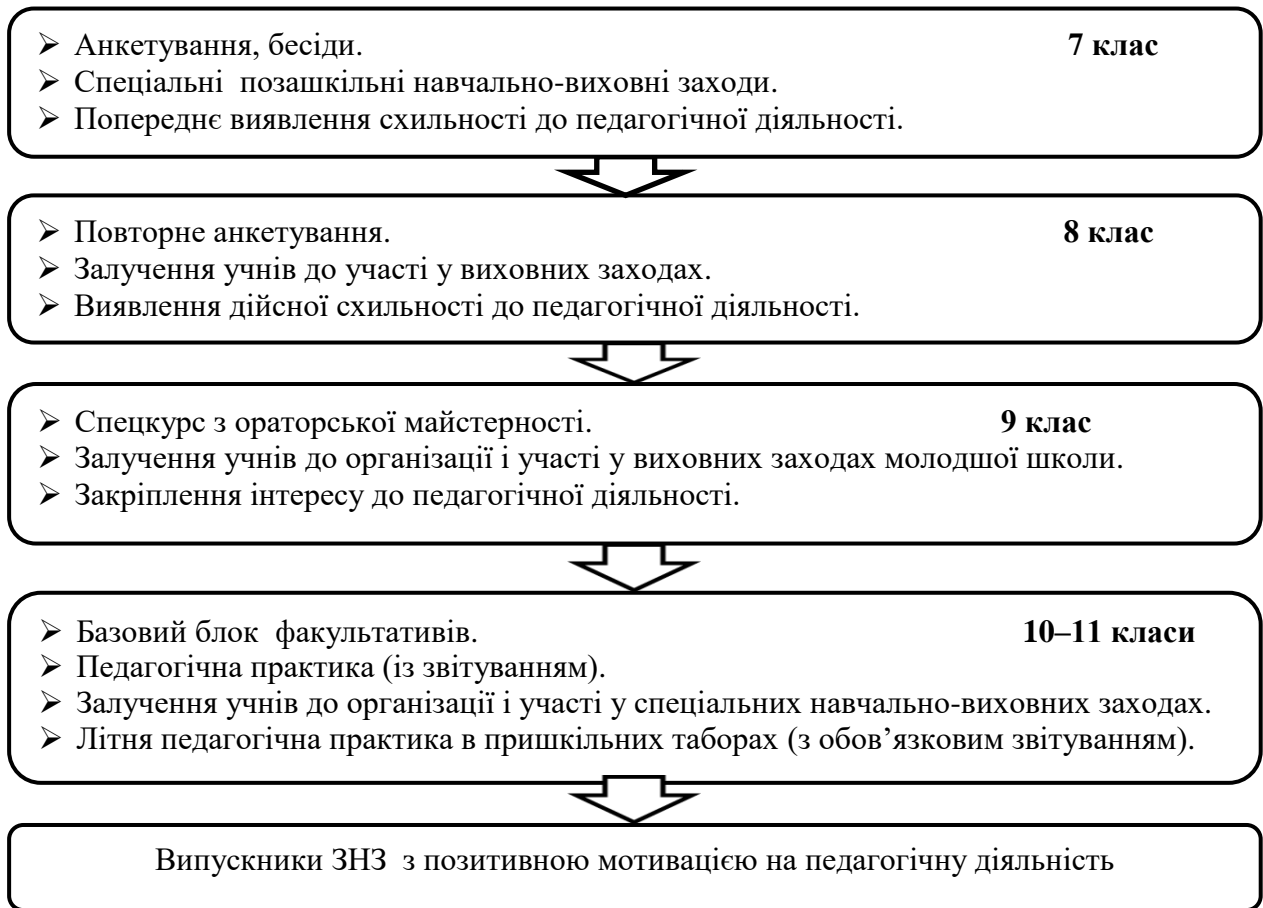 ➢ Анкетування, бесіди. 7 клас
➢ Спеціальні позашкільні навчально-виховні заходи.
➢ Попереднє виявлення схильності до педагогічної діяльності.
➢ Повторне анкетування. 8 клас
➢ Залучення учнів до участі у виховних заходах.
➢ Виявлення дійсної схильності до педагогічної діяльності.
➢ Спецкурс з ораторської майстерності. 9 клас
➢ Залучення учнів до організації і участі у виховних заходах молодшої школи.
➢ Закріплення інтересу до педагогічної діяльності.
➢ Базовий блок факультативів. 10–11 класи
➢ Педагогічна практика (із звітуванням).
➢ Залучення учнів до організації і участі у спеціальних навчально-виховних заходах.
➢ Літня педагогічна практика в пришкільних таборах (з обов’язковим звітуванням).
Випускники ЗНЗ з позитивною мотивацією на педагогічну діяльність